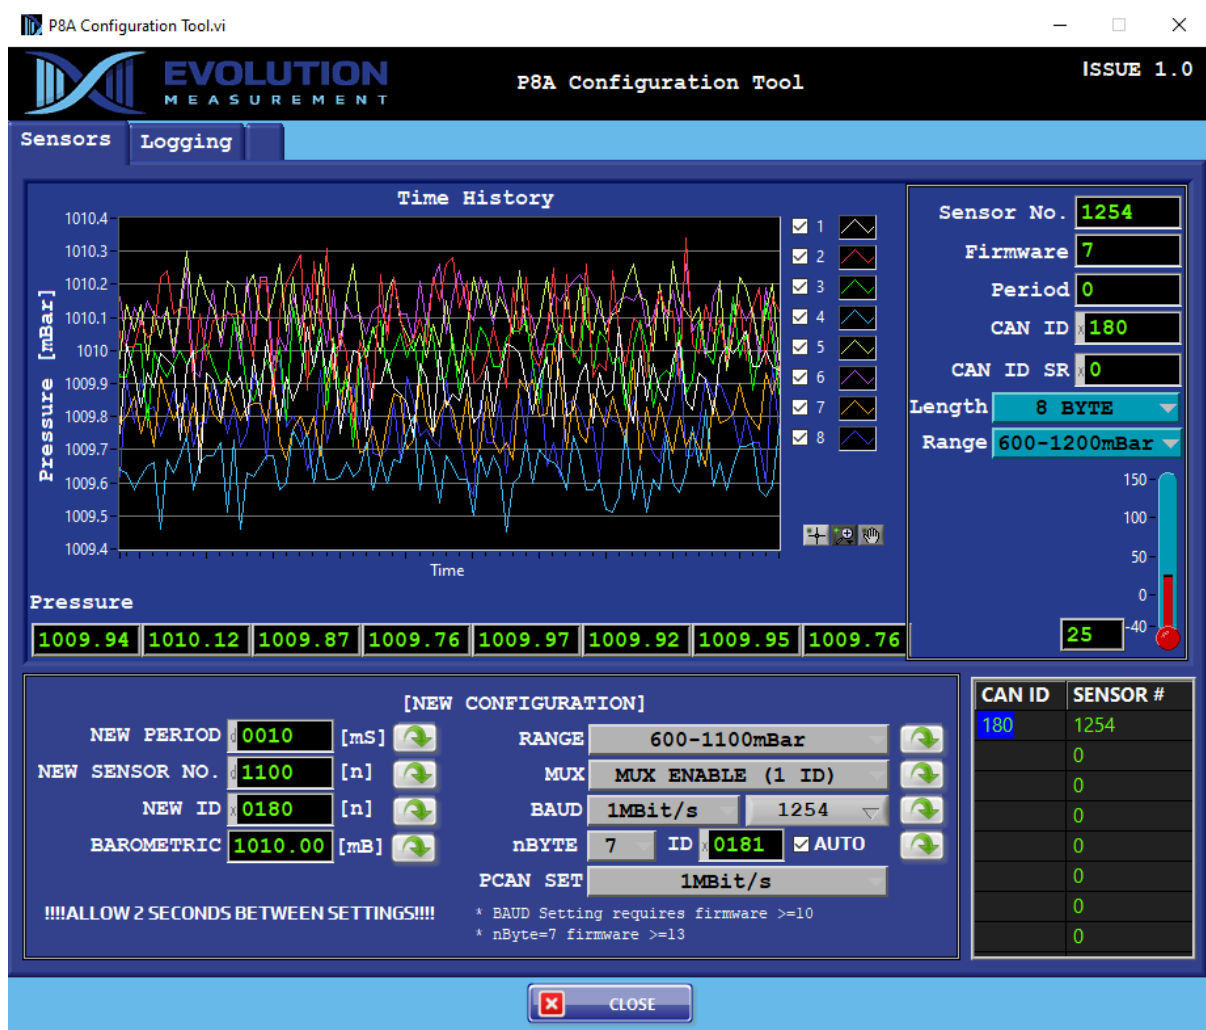 P8A Configuration Tool.vi
EVOLUTION
MEASUREMENT
P8A Configuration Tool
ISSUE 1.0
Sensors
Logging
Time History
Pressure [mBar]
1010.4
1010.3
1010.2
1010.1
1010
1009.9
1009.8
1009.7
1009.6
1009.5
1009.4
Time
1
2
3
4
5
6
7
8
Sensor No. 1254
Firmware 7
Period 0
CAN ID x 180
CAN ID SR x 0
Length 8 BYTE
Range 600-1200mBar
150
100
50
0
-40
25
Pressure
1009.94 1010.12 1009.87 1009.76 1009.97 1009.92 1009.95 1009.76
[NEW CONFIGURATION]
NEW PERIOD d 0010 [mS]
NEW SENSOR NO. d 1100 [n]
NEW ID x 0180 [n]
BAROMETRIC 1010.00 [mB]
!!!!ALLOW 2 SECONDS BETWEEN SETTINGS!!!!
RANGE 600-1100mBar
MUX MUX ENABLE (1 ID)
BAUD 1MBit/s 1254
nBYTE 7 ID x 0181 AUTO
PCAN SET 1MBit/s
* BAUD Setting requires firmware >=10
* nByte=7 firmware >=13
CAN ID SENSOR #
180 1254
0
0
0
0
0
0
0
CLOSE